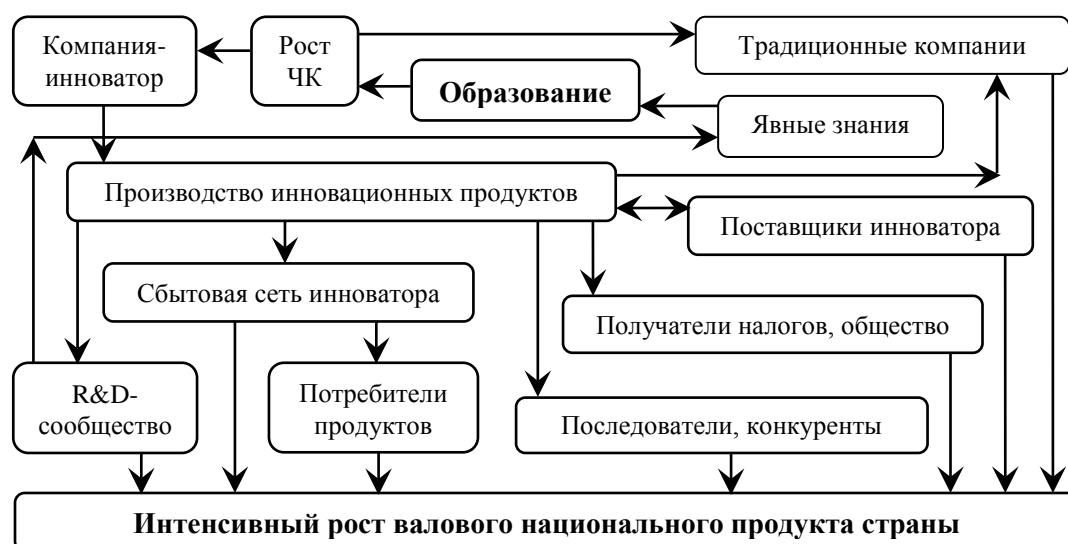 Компания-
инноватор
Рост
ЧК
Традиционные компании
Образование
Явные знания
Производство инновационных продуктов
Поставщики инноватора
Сбытовая сеть инноватора
Получатели налогов, общество
R&D-
сообщество
Потребители
продуктов
Последователи, конкуренты
Интенсивный рост валового национального продукта страны